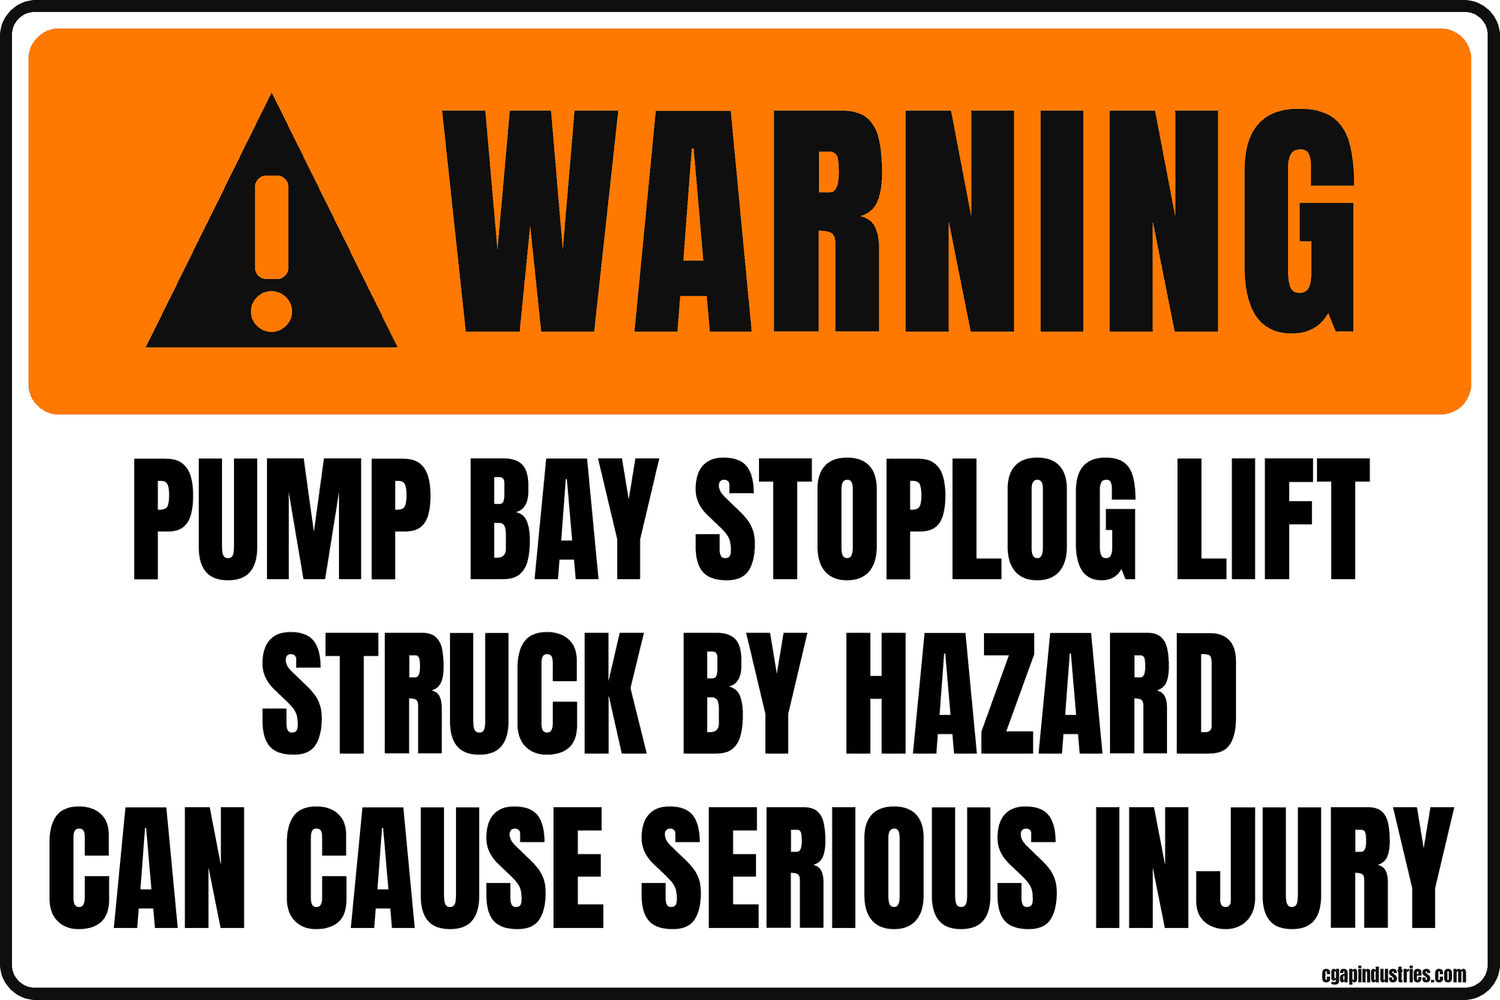 WARNING
PUMP BAY STOPLOG LIFT
STRUCK BY HAZARD
CAN CAUSE SERIOUS INJURY
cgapindustries.com